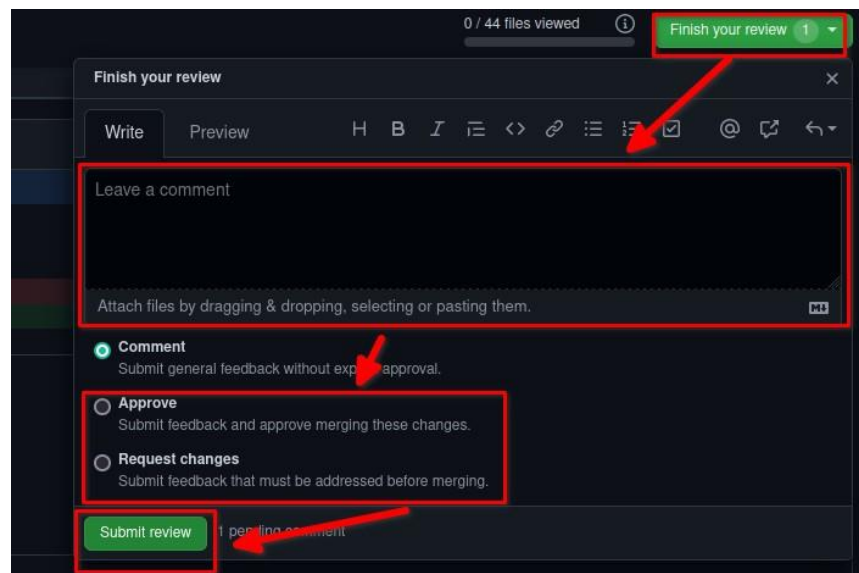 0 / 44 files viewed
Finish your review 1
Finish your review
Write Preview
Leave a comment
Attach files by dragging & dropping, selecting or pasting them.
Comment
Submit general feedback without approval.
Approve
Submit feedback and approve merging these changes.
Request changes
Submit feedback that must be addressed before merging.
Submit review 1 pending comment